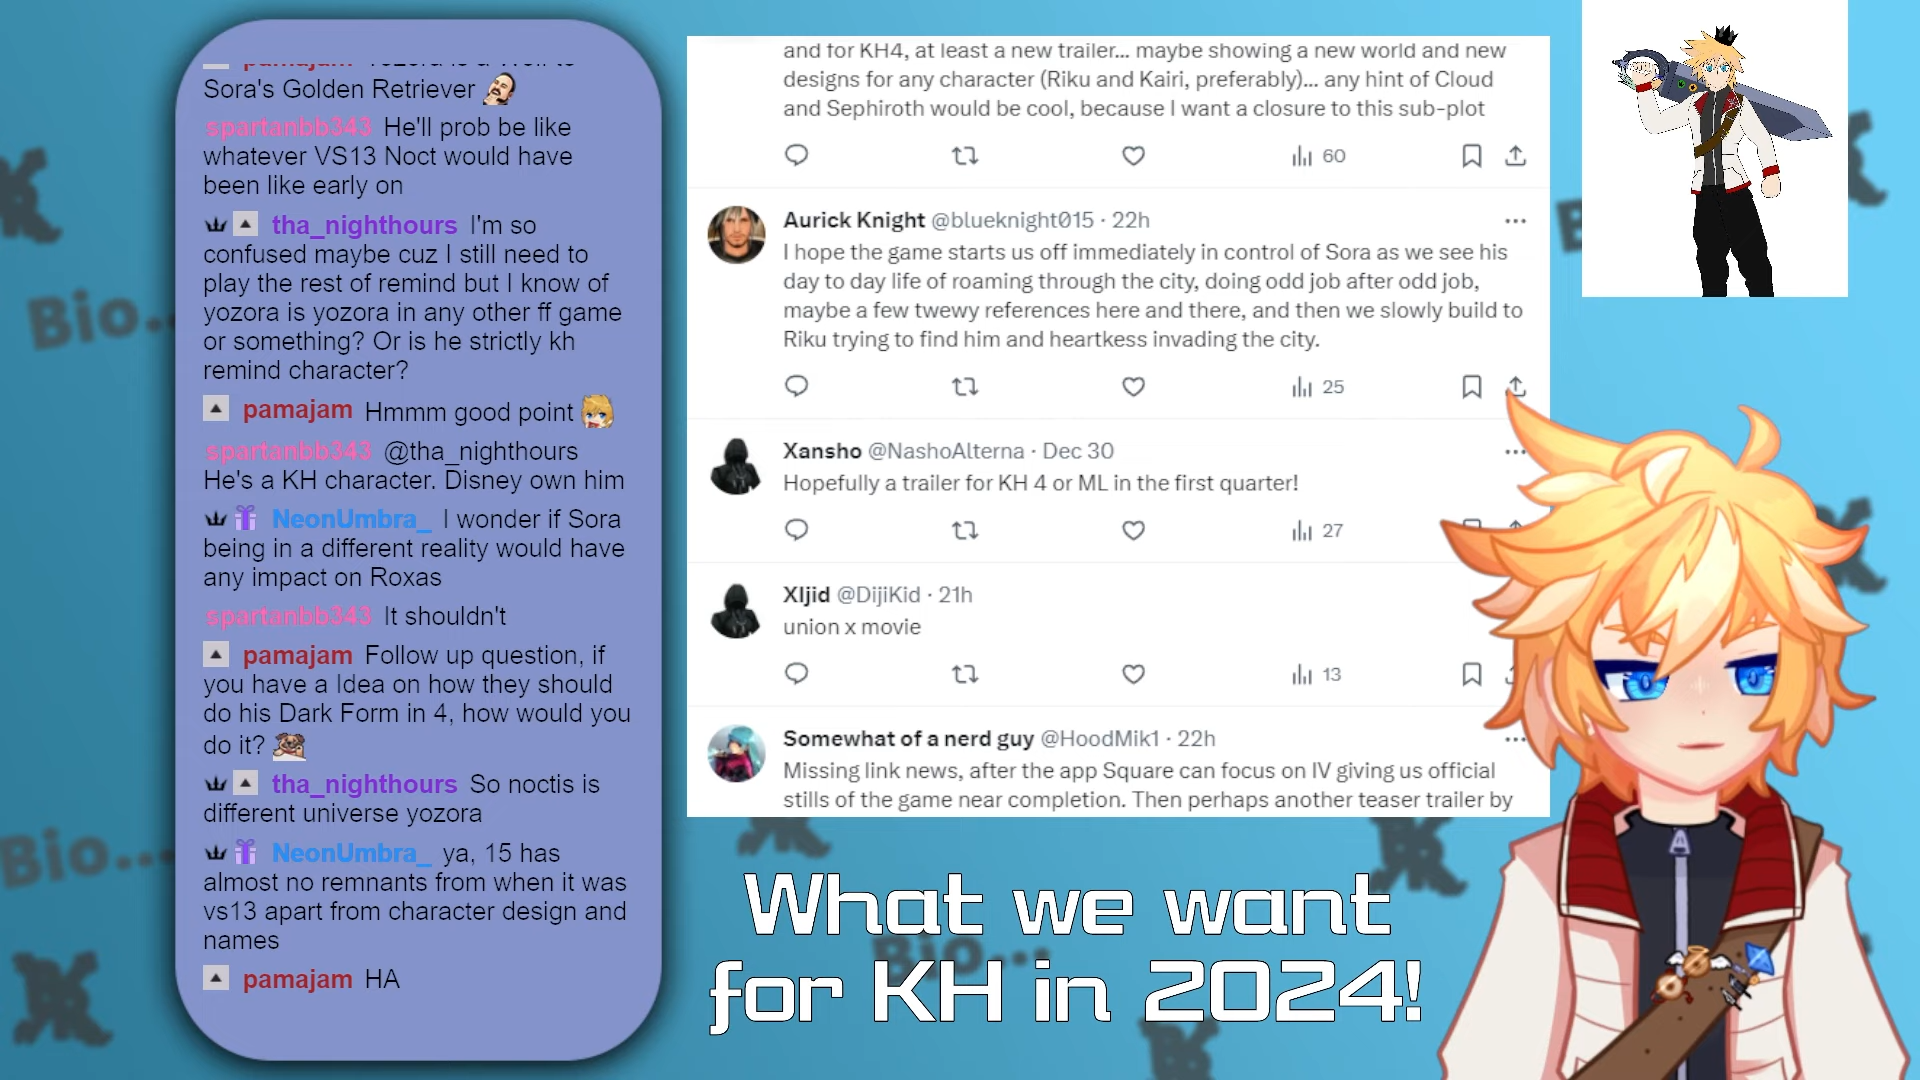 Sora's Golden Retriever
spartanbb343 He'll prob be like
whatever VS13 Noct would have
been like early on
tha_nighthours I'm so
confused maybe cuz I still need to
play the rest of remind but I know of
yozora is yozora in any other ff game
or something? Or is he strictly kh
remind character?
pamajam Hmmm good point
spartanbb343 @tha_nighthours
He's a KH character. Disney own him
NeonUmbra_ I wonder if Sora
being in a different reality would have
any impact on Roxas
spartanbb343 It shouldn't
pamajam Follow up question, if
you have a Idea on how they should
do his Dark Form in 4, how would you
do it?
tha_nighthours So noctis is
different universe yozora
NeonUmbra_ ya, 15 has
almost no remnants from when it was
vs13 apart from character design and
names
pamajam HA
and for KH4, at least a new trailer... maybe showing a new world and new
designs for any character (Riku and Kairi, preferably)... any hint of Cloud
and Sephiroth would be cool, because I want a closure to this sub-plot
60
Aurick Knight @blueknight015 · 22h
I hope the game starts us off immediately in control of Sora as we see his
day to day life of roaming through the city, doing odd job after odd job,
maybe a few twewy references here and there, and then we slowly build to
Riku trying to find him and heartkess invading the city.
25
Xansho @NashoAlterna · Dec 30
Hopefully a trailer for KH 4 or ML in the first quarter!
27
XIjid @DijiKid · 21h
union x movie
13
Somewhat of a nerd guy @HoodMik1 · 22h
Missing link news, after the app Square can focus on IV giving us official
stills of the game near completion. Then perhaps another teaser trailer by
What we want
for KH in 2024!
Bio...
Bio...
Bio...